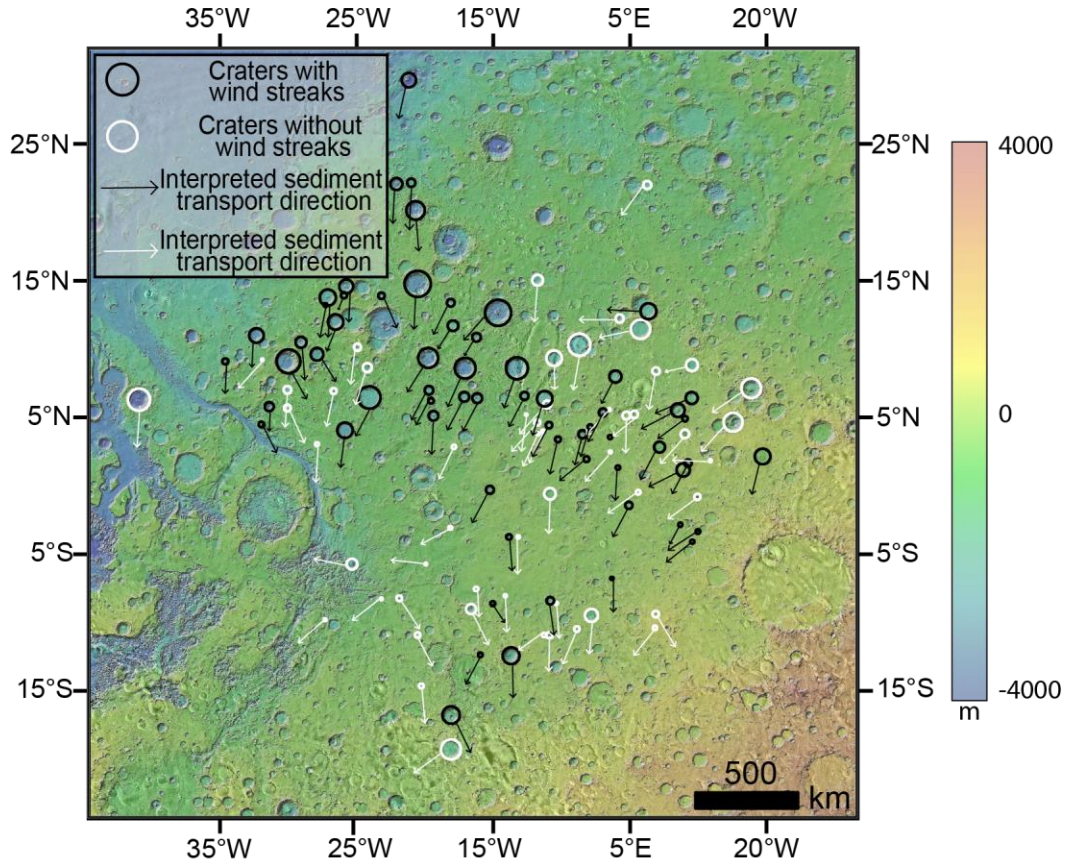 35°W 25°W 15°W 5°E 20°W
Craters with
wind streaks
Craters without
wind streaks
Interpreted sediment
transport direction
Interpreted sediment
transport direction
25°N 25°N
15°N 15°N
5°N 5°N
5°S 5°S
15°S 15°S
500
km
35°W 25°W 15°W 5°E 20°W
4000
0
-4000
m